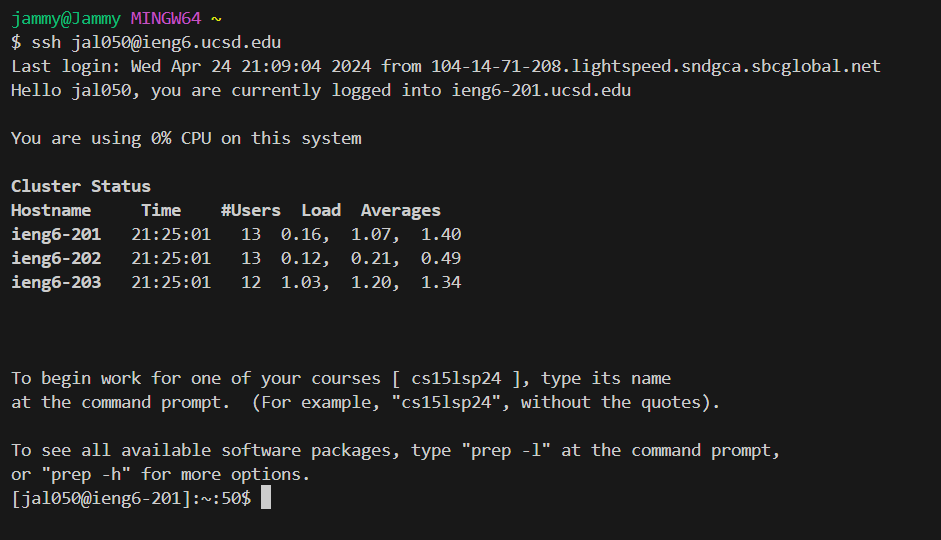 jammy@Jammy MINGW64 ~
$ ssh jal050@ieng6.ucsd.edu
Last login: Wed Apr 24 21:09:04 2024 from 104-14-71-208.lightspeed.sndgca.sbcglobal.net
Hello jal050, you are currently logged into ieng6-201.ucsd.edu
You are using 0% CPU on this system
Cluster Status
Hostname     Time    #Users  Load  Averages
ieng6-201   21:25:01   13  0.16,  1.07,  1.40
ieng6-202   21:25:01   13  0.12,  0.21,  0.49
ieng6-203   21:25:01   12  1.03,  1.20,  1.34
To begin work for one of your courses [ cs15lsp24 ], type its name
at the command prompt.  (For example, "cs15lsp24", without the quotes).
To see all available software packages, type "prep -l" at the command prompt,
or "prep -h" for more options.
[jal050@ieng6-201]:~:50$